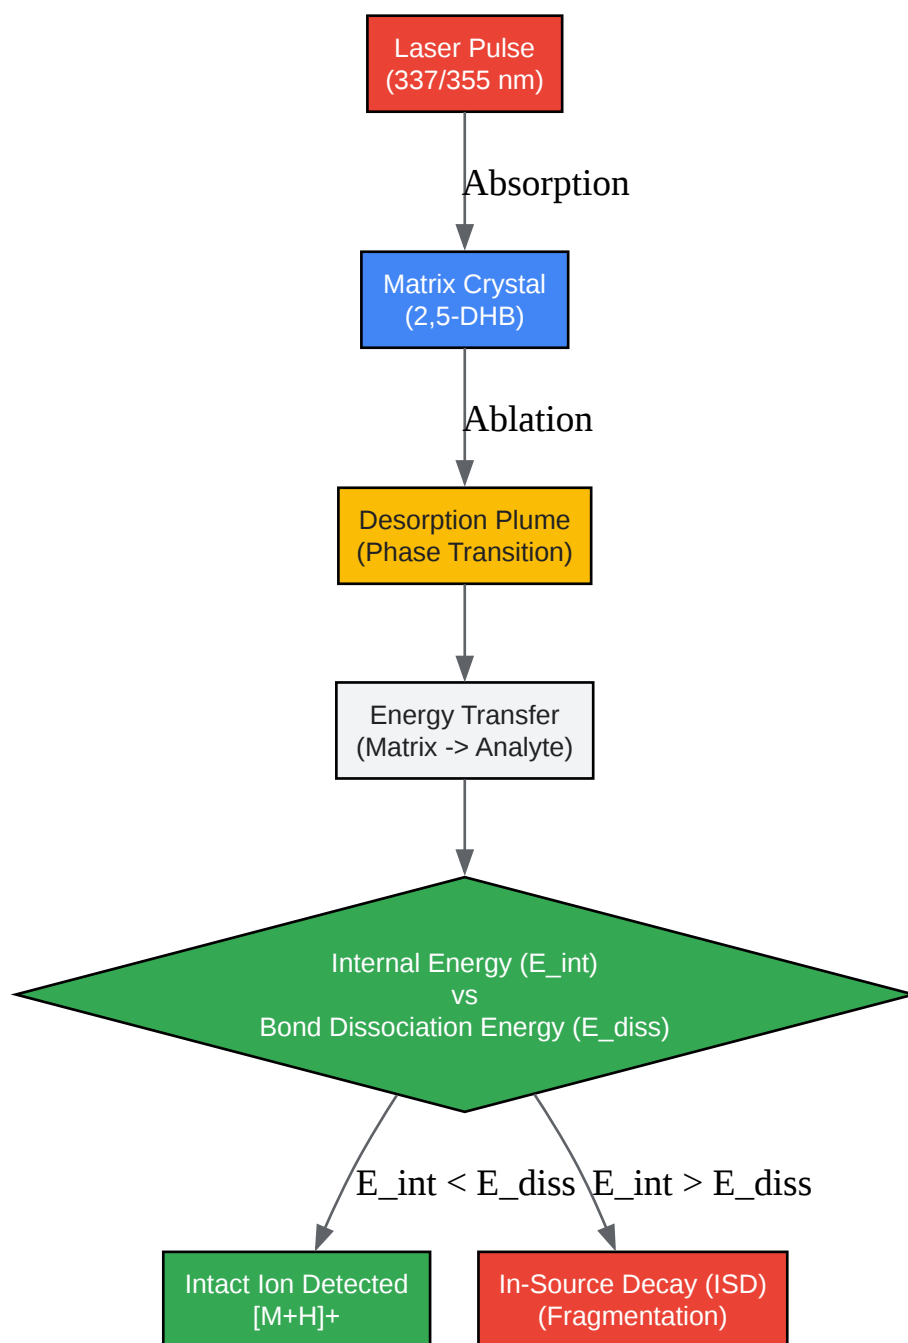 Laser Pulse
(337/355 nm)
Absorption
Matrix Crystal
(2,5-DHB)
Ablation
Desorption Plume
(Phase Transition)
Energy Transfer
(Matrix -> Analyte)
Internal Energy (E_int)
vs
Bond Dissociation Energy (E_diss)
E_int < E_diss
E_int > E_diss
Intact Ion Detected
[M+H]+
In-Source Decay (ISD)
(Fragmentation)